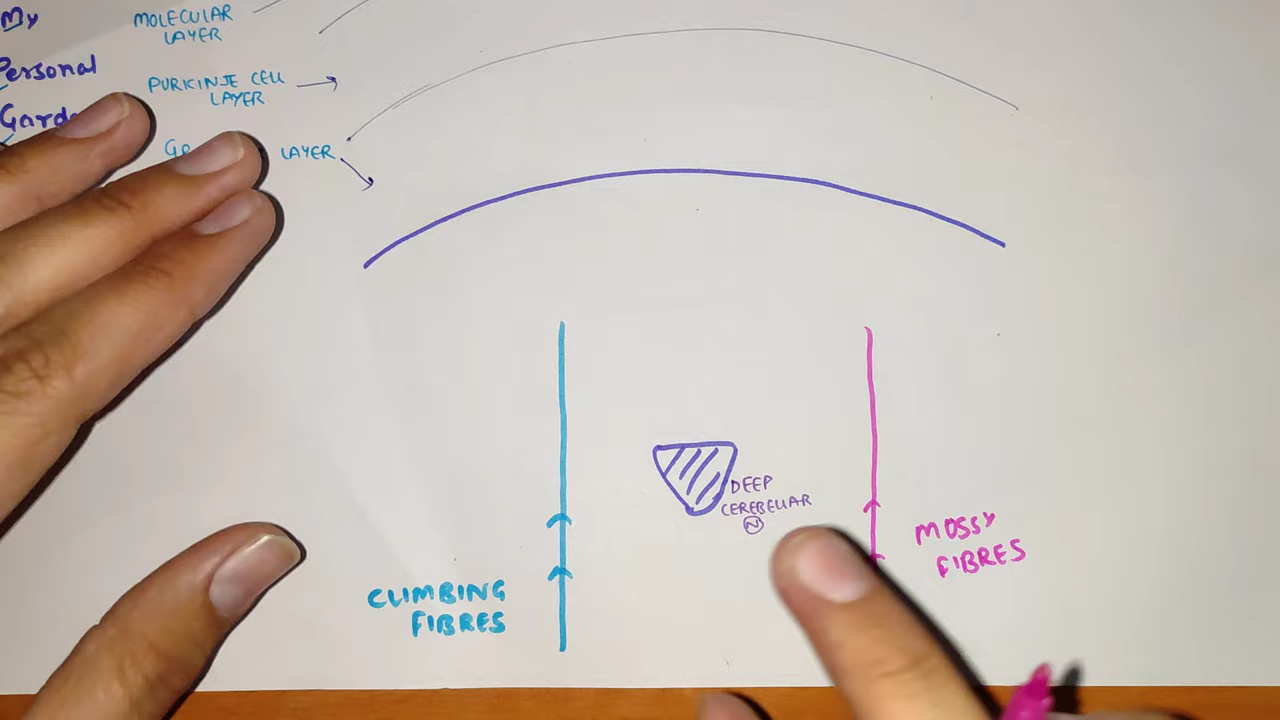 My
Personal
MOLECULAR
LAYER
PURKINJE CELL
LAYER
LAYER
DEEP
CEREBELLAR
N
CLIMBING
FIBRES
MOSSY
FIBRES